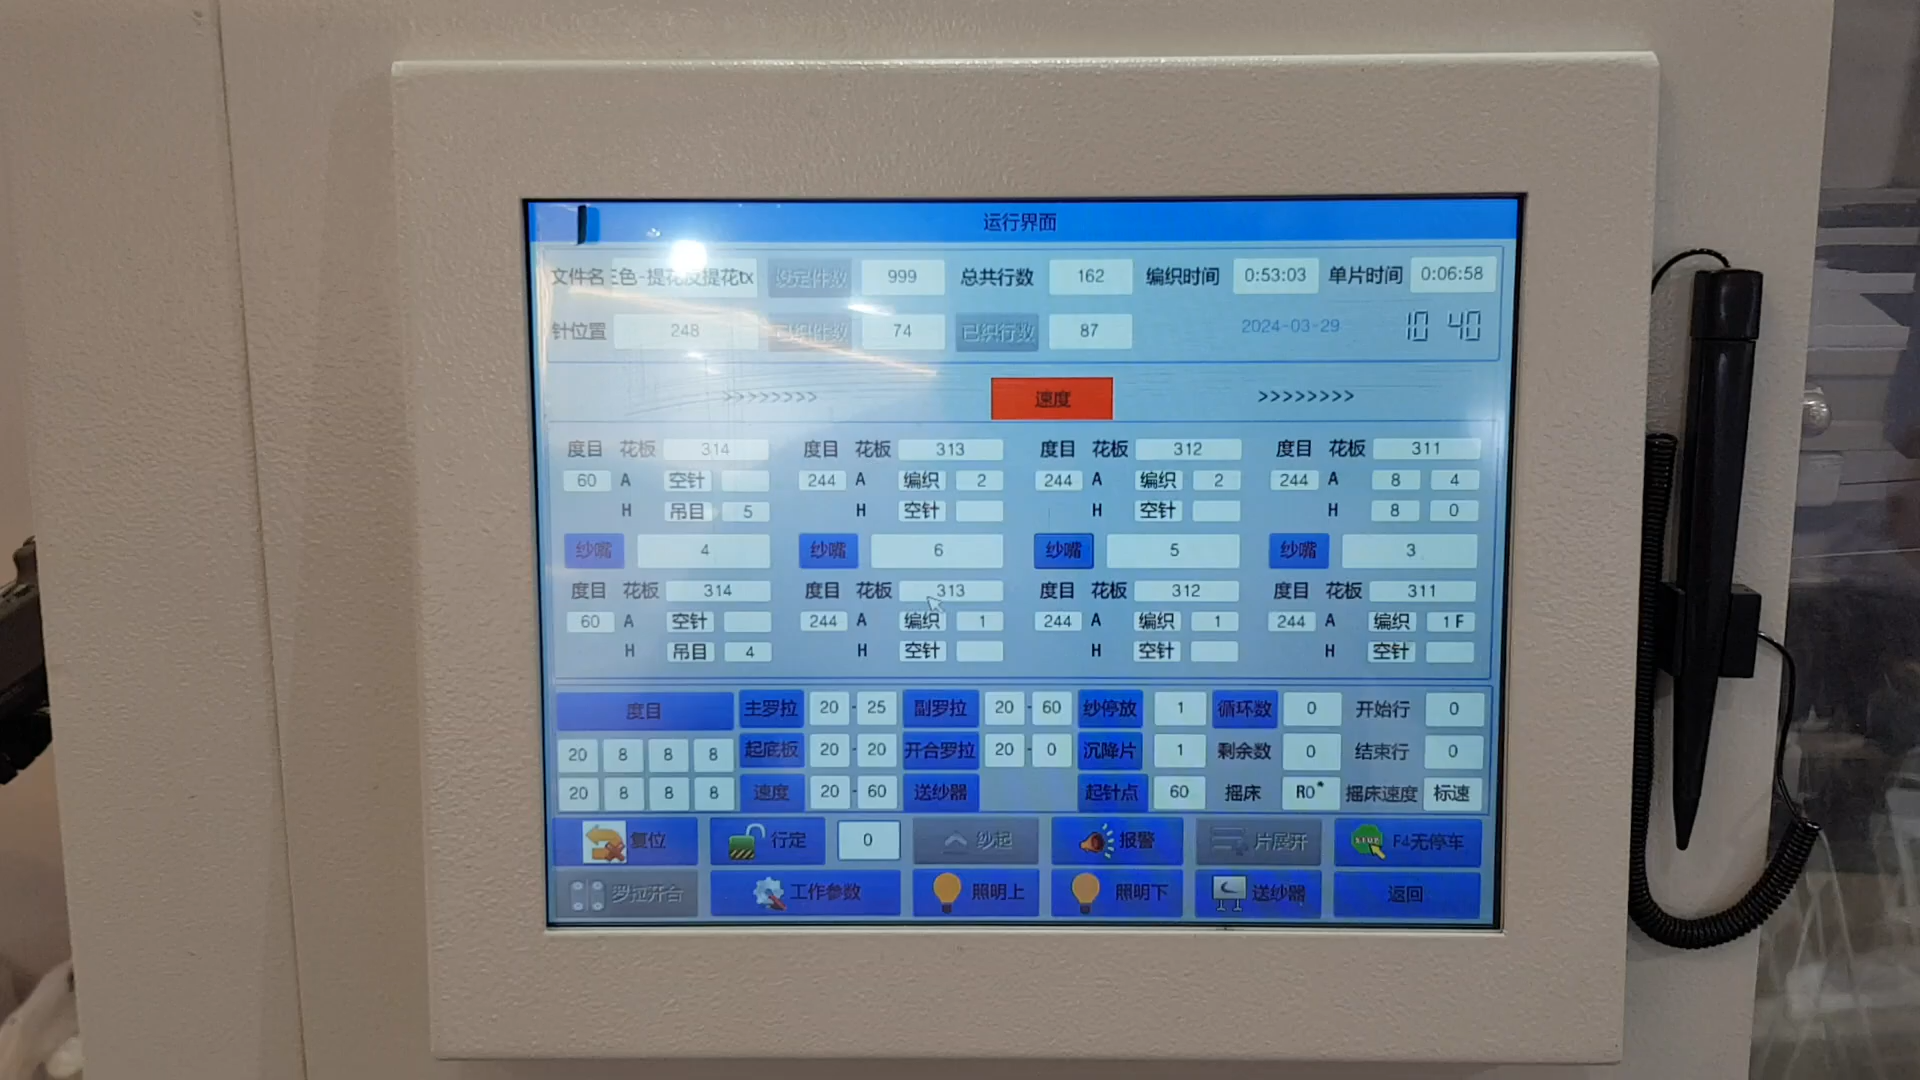 运行界面
文件名 三色-提花反提花tx 设定件数 999 总共行数 162 编织时间 0:53:03 单片时间 0:06:58
针位置 248 已织件数 74 已织行数 87 2024-03-29 10 40
>>>>>>>> 速度 >>>>>>>>
度目 花板 314 度目 花板 313 度目 花板 312 度目 花板 311
60 A 空针 244 A 编织 2 244 A 编织 2 244 A 8 4
H 吊目 5 H 空针 H 空针 H 8 0
纱嘴 4 纱嘴 6 纱嘴 5 纱嘴 3
度目 花板 314 度目 花板 313 度目 花板 312 度目 花板 311
60 A 空针 244 A 编织 1 244 A 编织 1 244 A 编织 1F
H 吊目 4 H 空针 H 空针 H 空针
度目 主罗拉 20 - 25 副罗拉 20 - 60 纱停放 1 循环数 0 开始行 0
20 8 8 8 起底板 20 - 20 开合罗拉 20 - 0 沉降片 1 剩余数 0 结束行 0
20 8 8 8 速度 20 - 60 送纱器 起针点 60 摇床 R0* 摇床速度 标速
复位 行定 0 纱起 报警 片展开 STOP F4无停车
罗拉开合 工作参数 照明上 照明下 送纱器 返回